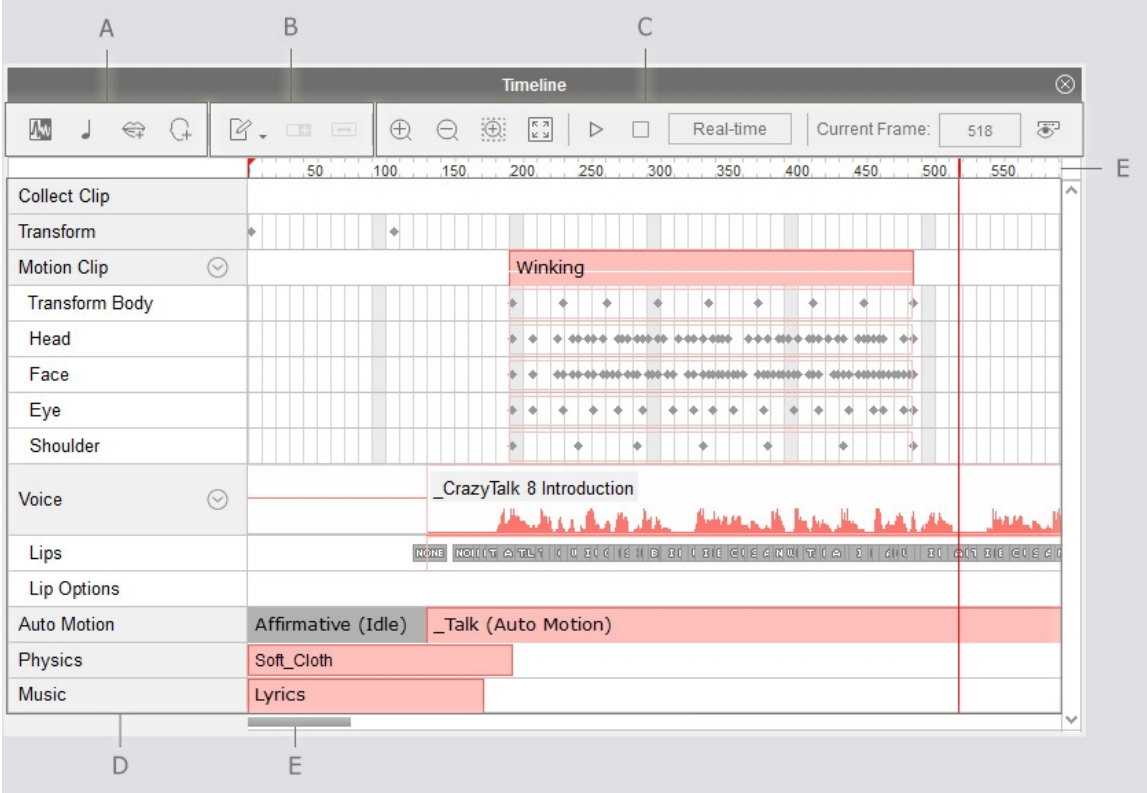 A B C
Timeline
Real-time Current Frame: 518
50 100 150 200 250 300 350 400 450 500 550 E
Collect Clip
Transform
Motion Clip Winking
Transform Body
Head
Face
Eye
Shoulder
_CrazyTalk 8 Introduction
Voice
Lips NONE
Lip Options
Auto Motion Affirmative (Idle) _Talk (Auto Motion)
Physics Soft_Cloth
Music Lyrics
D E